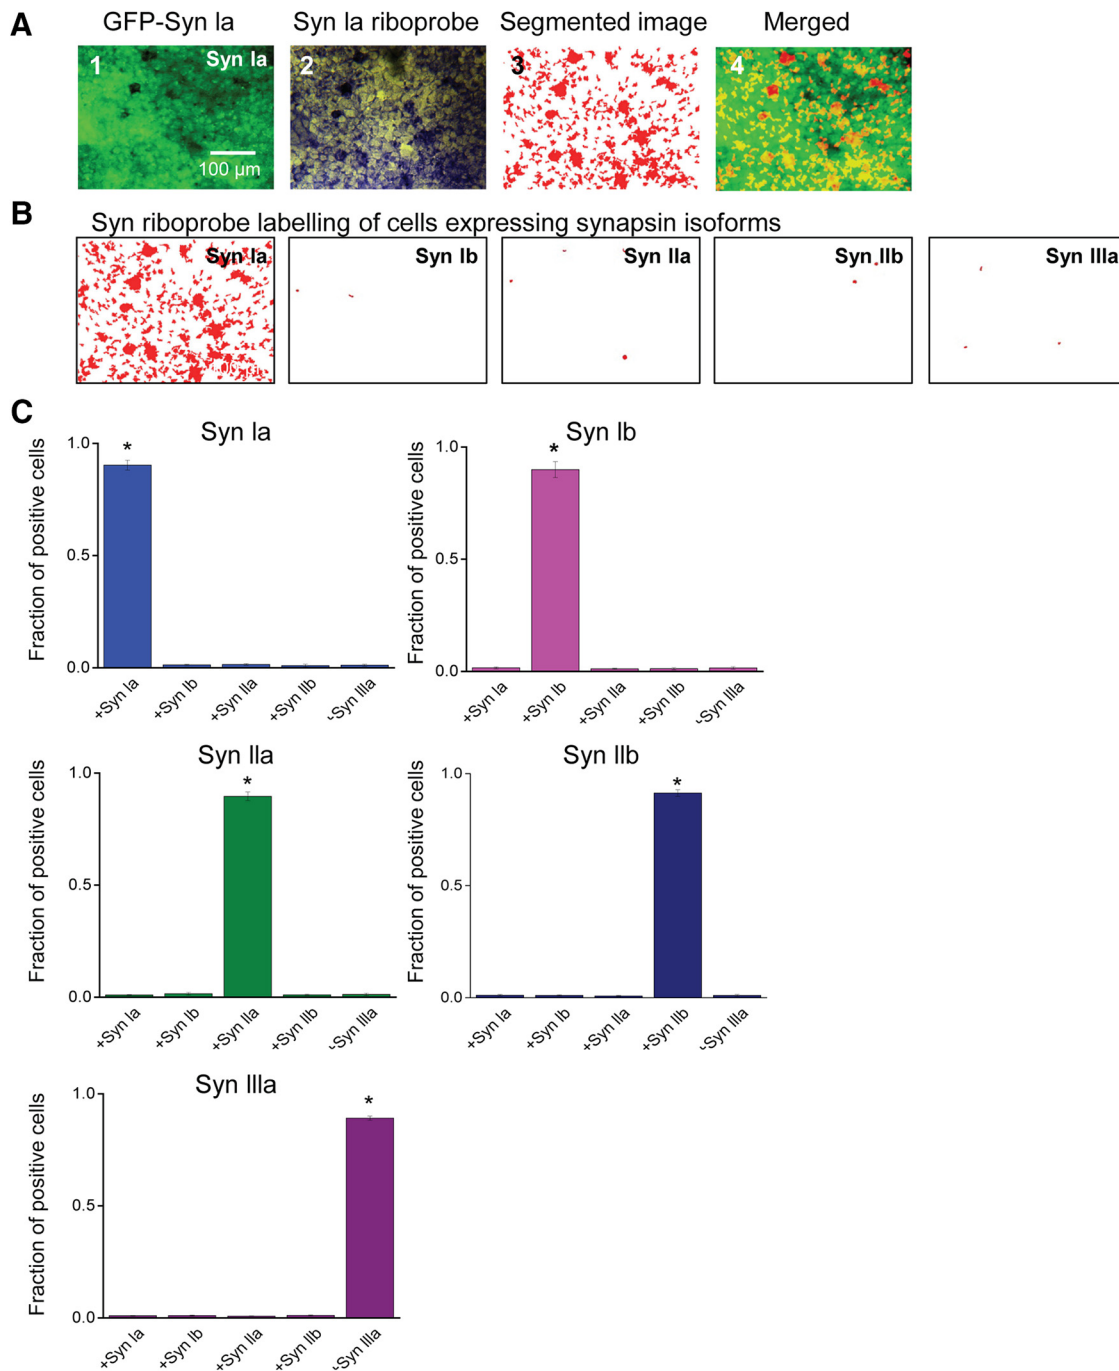 A
GFP-Syn Ia
Syn Ia riboprobe
Segmented image
Merged
1
Syn Ia
100 µm
2
3
4
B
Syn riboprobe labelling of cells expressing synapsin isoforms
Syn Ia
Syn Ib
Syn IIa
Syn IIb
Syn IIIa
C
Syn Ia
Fraction of positive cells
1.0
*
0.5
0.0
+Syn Ia
+Syn Ib
+Syn IIa
+Syn IIb
-Syn IIIa
Syn Ib
Fraction of positive cells
1.0
*
0.5
0.0
+Syn Ia
+Syn Ib
+Syn IIa
+Syn IIb
-Syn IIIa
Syn IIa
Fraction of positive cells
1.0
*
0.5
0.0
+Syn Ia
+Syn Ib
+Syn IIa
+Syn IIb
-Syn IIIa
Syn IIb
Fraction of positive cells
1.0
*
0.5
0.0
+Syn Ia
+Syn Ib
+Syn IIa
+Syn IIb
-Syn IIIa
Syn IIIa
Fraction of positive cells
1.0
*
0.5
0.0
+Syn Ia
+Syn Ib
+Syn IIa
+Syn IIb
-Syn IIIa